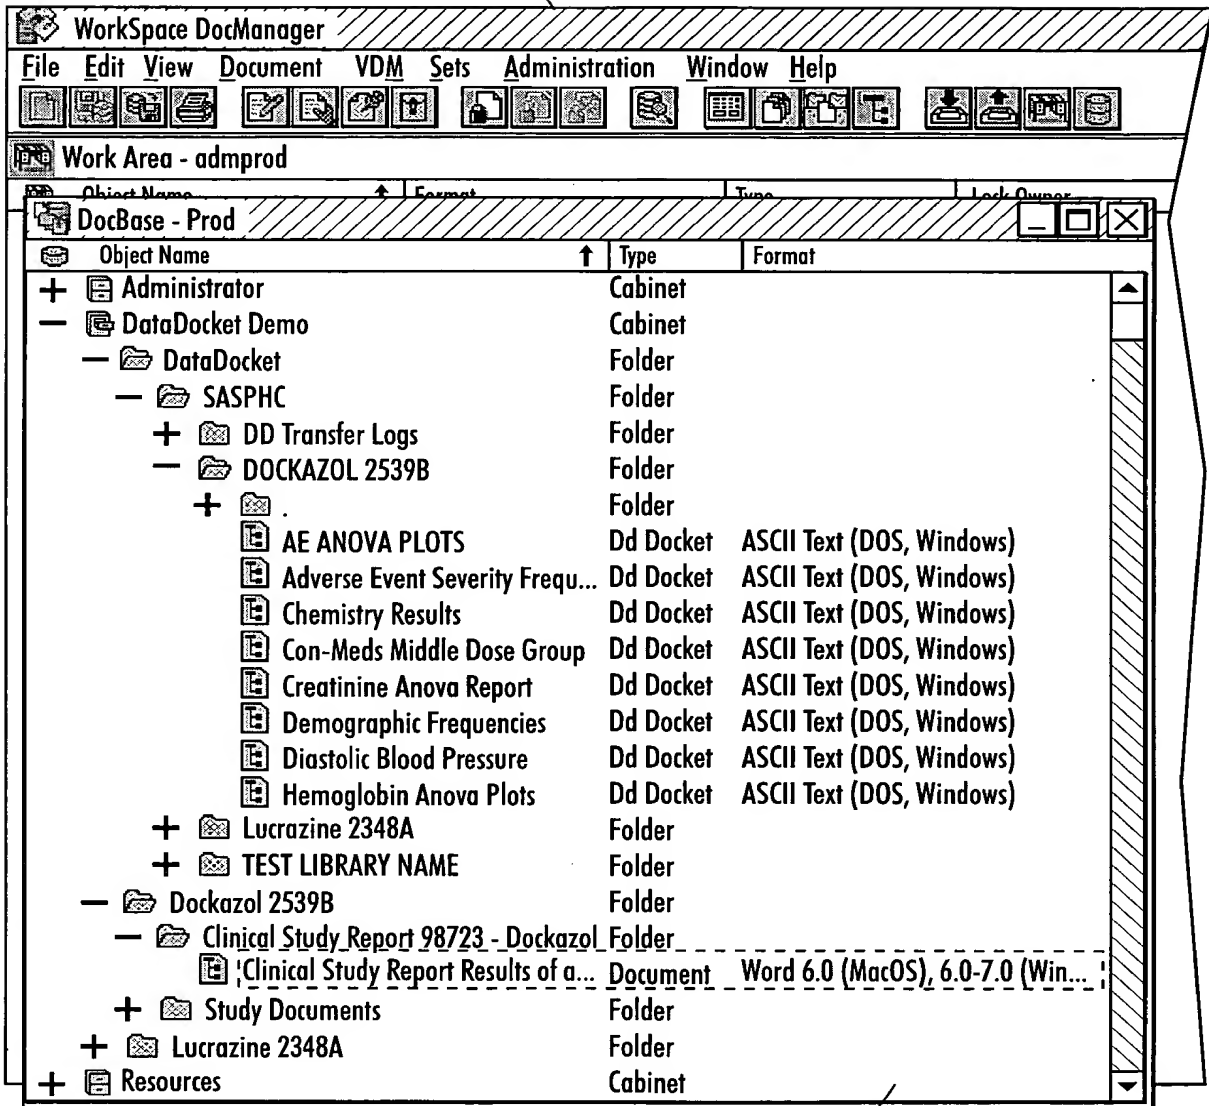 WorkSpace DocManager
File Edit View Document VDM Sets Administration Window Help
Work Area - admprod
Object Name Format Type Lock Owner
DocBase - Prod
Object Name Type Format
+ Administrator Cabinet
— DataDocket Demo Cabinet
— DataDocket Folder
— SASPHC Folder
+ DD Transfer Logs Folder
— DOCKAZOL 2539B Folder
+ . Folder
AE ANOVA PLOTS Dd Docket ASCII Text (DOS, Windows)
Adverse Event Severity Frequ... Dd Docket ASCII Text (DOS, Windows)
Chemistry Results Dd Docket ASCII Text (DOS, Windows)
Con-Meds Middle Dose Group Dd Docket ASCII Text (DOS, Windows)
Creatinine Anova Report Dd Docket ASCII Text (DOS, Windows)
Demographic Frequencies Dd Docket ASCII Text (DOS, Windows)
Diastolic Blood Pressure Dd Docket ASCII Text (DOS, Windows)
Hemoglobin Anova Plots Dd Docket ASCII Text (DOS, Windows)
+ Lucrazine 2348A Folder
+ TEST LIBRARY NAME Folder
— Dockazol 2539B Folder
— Clinical Study Report 98723 - Dockazol Folder
Clinical Study Report Results of a... Document Word 6.0 (MacOS), 6.0-7.0 (Win...
+ Study Documents Folder
+ Lucrazine 2348A Folder
+ Resources Cabinet